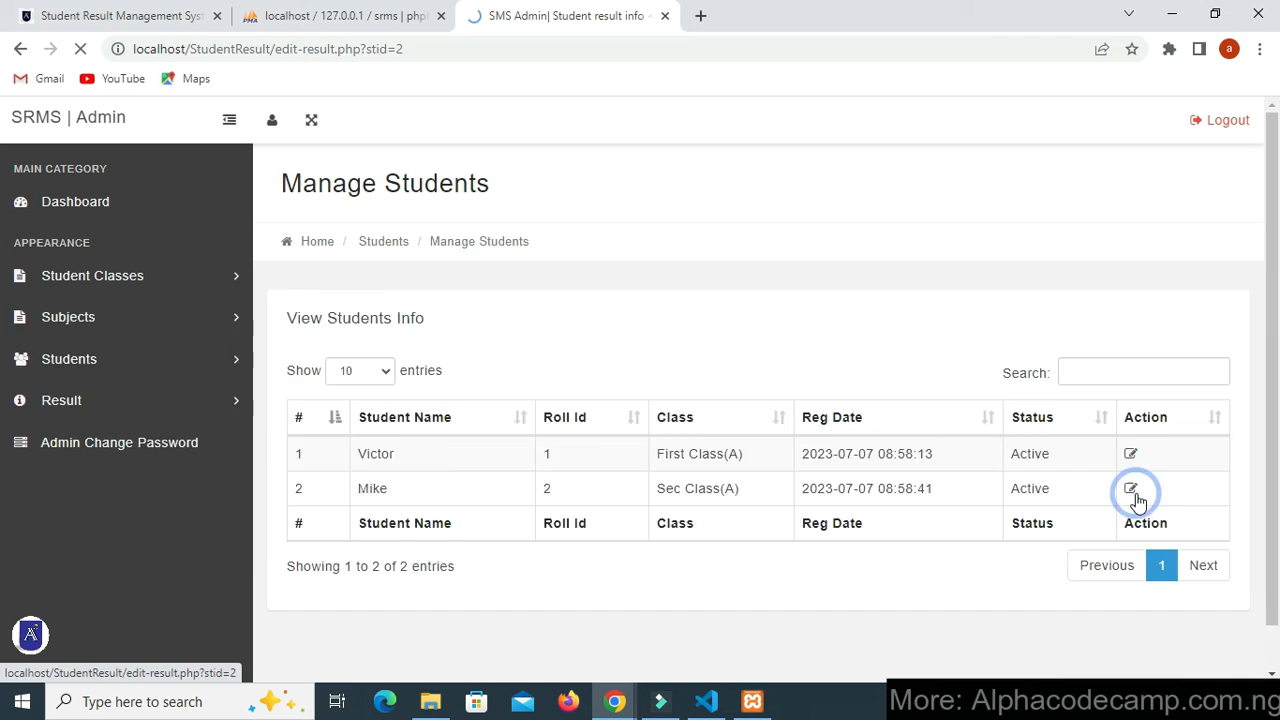 Student Result Management Syst
localhost / 127.0.0.1 / srms | php
SMS Admin| Student result info
localhost/StudentResult/edit-result.php?stid=2
a
Gmail
YouTube
Maps
SRMS | Admin
Logout
MAIN CATEGORY
Dashboard
APPEARANCE
Student Classes
Subjects
Students
Result
Admin Change Password
Manage Students
Home / Students / Manage Students
View Students Info
Show 10 entries
Search:
# Student Name Roll Id Class Reg Date Status Action
1 Victor 1 First Class(A) 2023-07-07 08:58:13 Active
2 Mike 2 Sec Class(A) 2023-07-07 08:58:41 Active
# Student Name Roll Id Class Reg Date Status Action
Showing 1 to 2 of 2 entries
Previous 1 Next
localhost/StudentResult/edit-result.php?stid=2
Type here to search
More: Alphacodecamp.com.ng